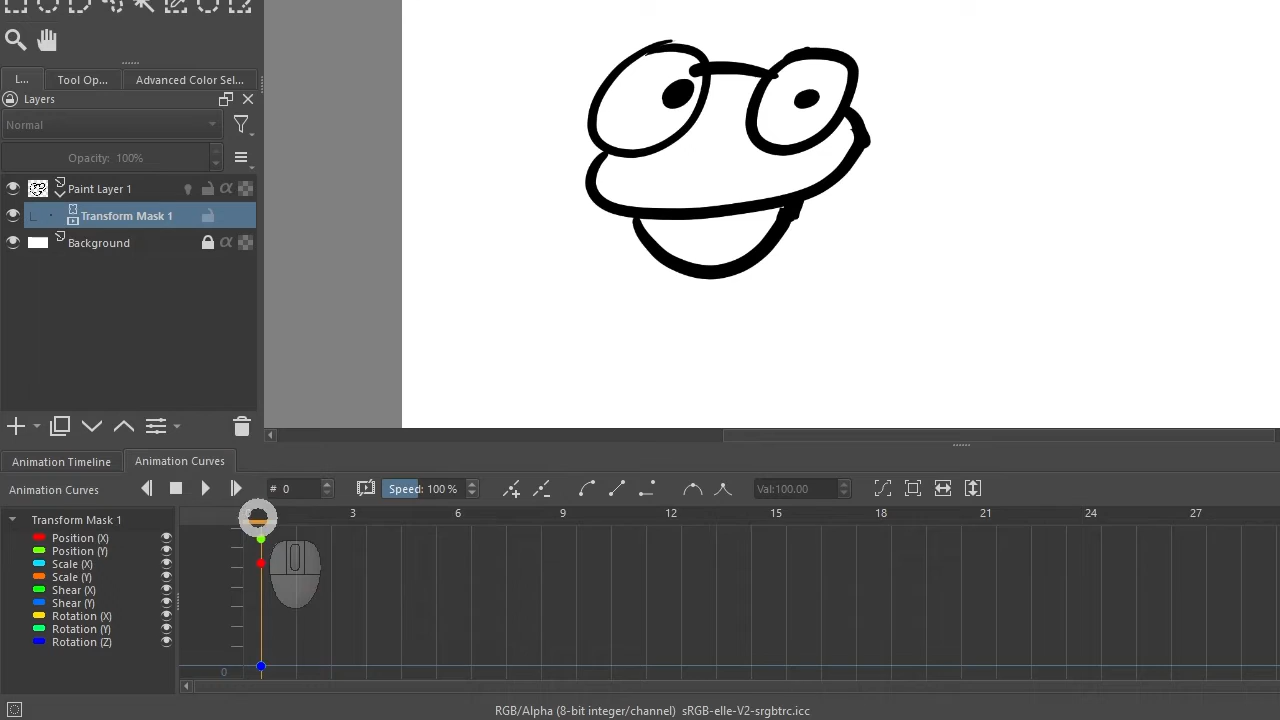 L... Tool Op... Advanced Color Sel...
Layers
Normal
Opacity: 100%
Paint Layer 1
Transform Mask 1
Background
Animation Timeline Animation Curves
Animation Curves # 0 Speed: 100 % Val:100.00
Transform Mask 1 3 6 9 12 15 18 21 24 27
Position (X)
Position (Y)
Scale (X)
Scale (Y)
Shear (X)
Shear (Y)
Rotation (X)
Rotation (Y)
Rotation (Z)
0
RGB/Alpha (8-bit integer/channel) sRGB-elle-V2-srgbtrc.icc